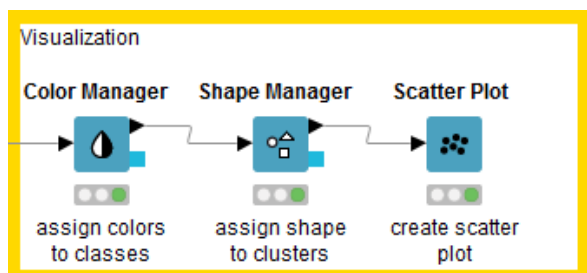 Visualization
Color Manager
Shape Manager
Scatter Plot
assign colors
to classes
assign shape
to clusters
create scatter
plot